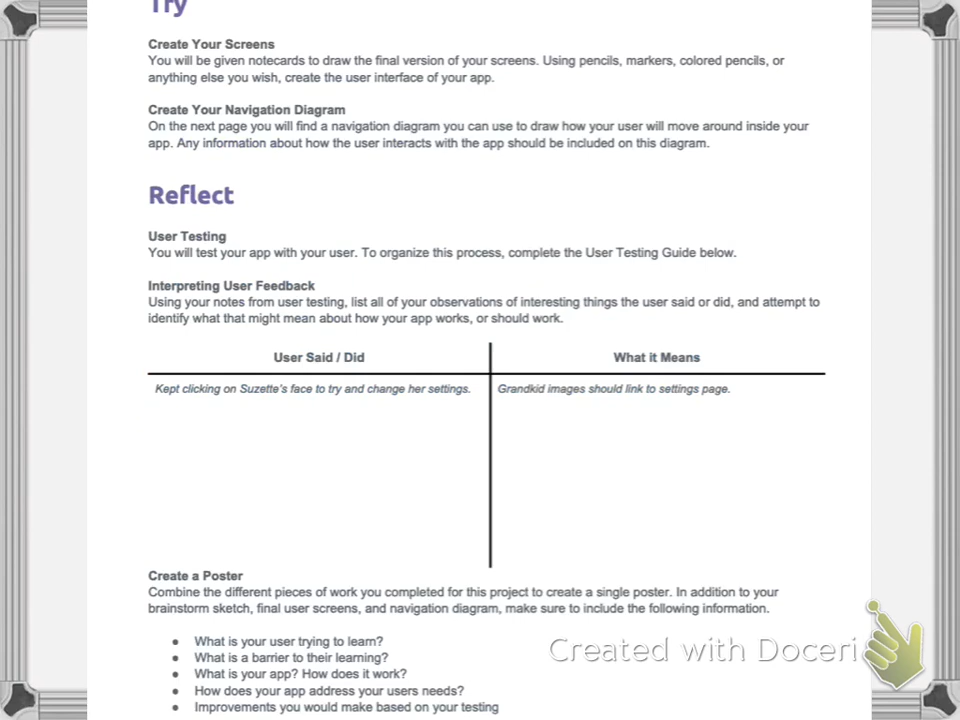 Try
Create Your Screens
You will be given notecards to draw the final version of your screens. Using pencils, markers, colored pencils, or
anything else you wish, create the user interface of your app.
Create Your Navigation Diagram
On the next page you will find a navigation diagram you can use to draw how your user will move around inside your
app. Any information about how the user interacts with the app should be included on this diagram.
Reflect
User Testing
You will test your app with your user. To organize this process, complete the User Testing Guide below.
Interpreting User Feedback
Using your notes from user testing, list all of your observations of interesting things the user said or did, and attempt to
identify what that might mean about how your app works, or should work.
User Said / Did
What it Means
Kept clicking on Suzette's face to try and change her settings.
Grandkid images should link to settings page.
Create a Poster
Combine the different pieces of work you completed for this project to create a single poster. In addition to your
brainstorm sketch, final user screens, and navigation diagram, make sure to include the following information.
● What is your user trying to learn?
● What is a barrier to their learning?
● What is your app? How does it work?
● How does your app address your users needs?
● Improvements you would make based on your testing
Created with Doceri